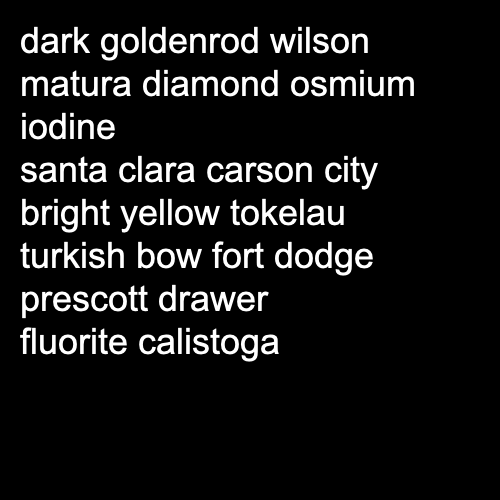 dark goldenrod wilson
matura diamond osmium
iodine
santa clara carson city
bright yellow tokelau
turkish bow fort dodge
prescott drawer
fluorite calistoga